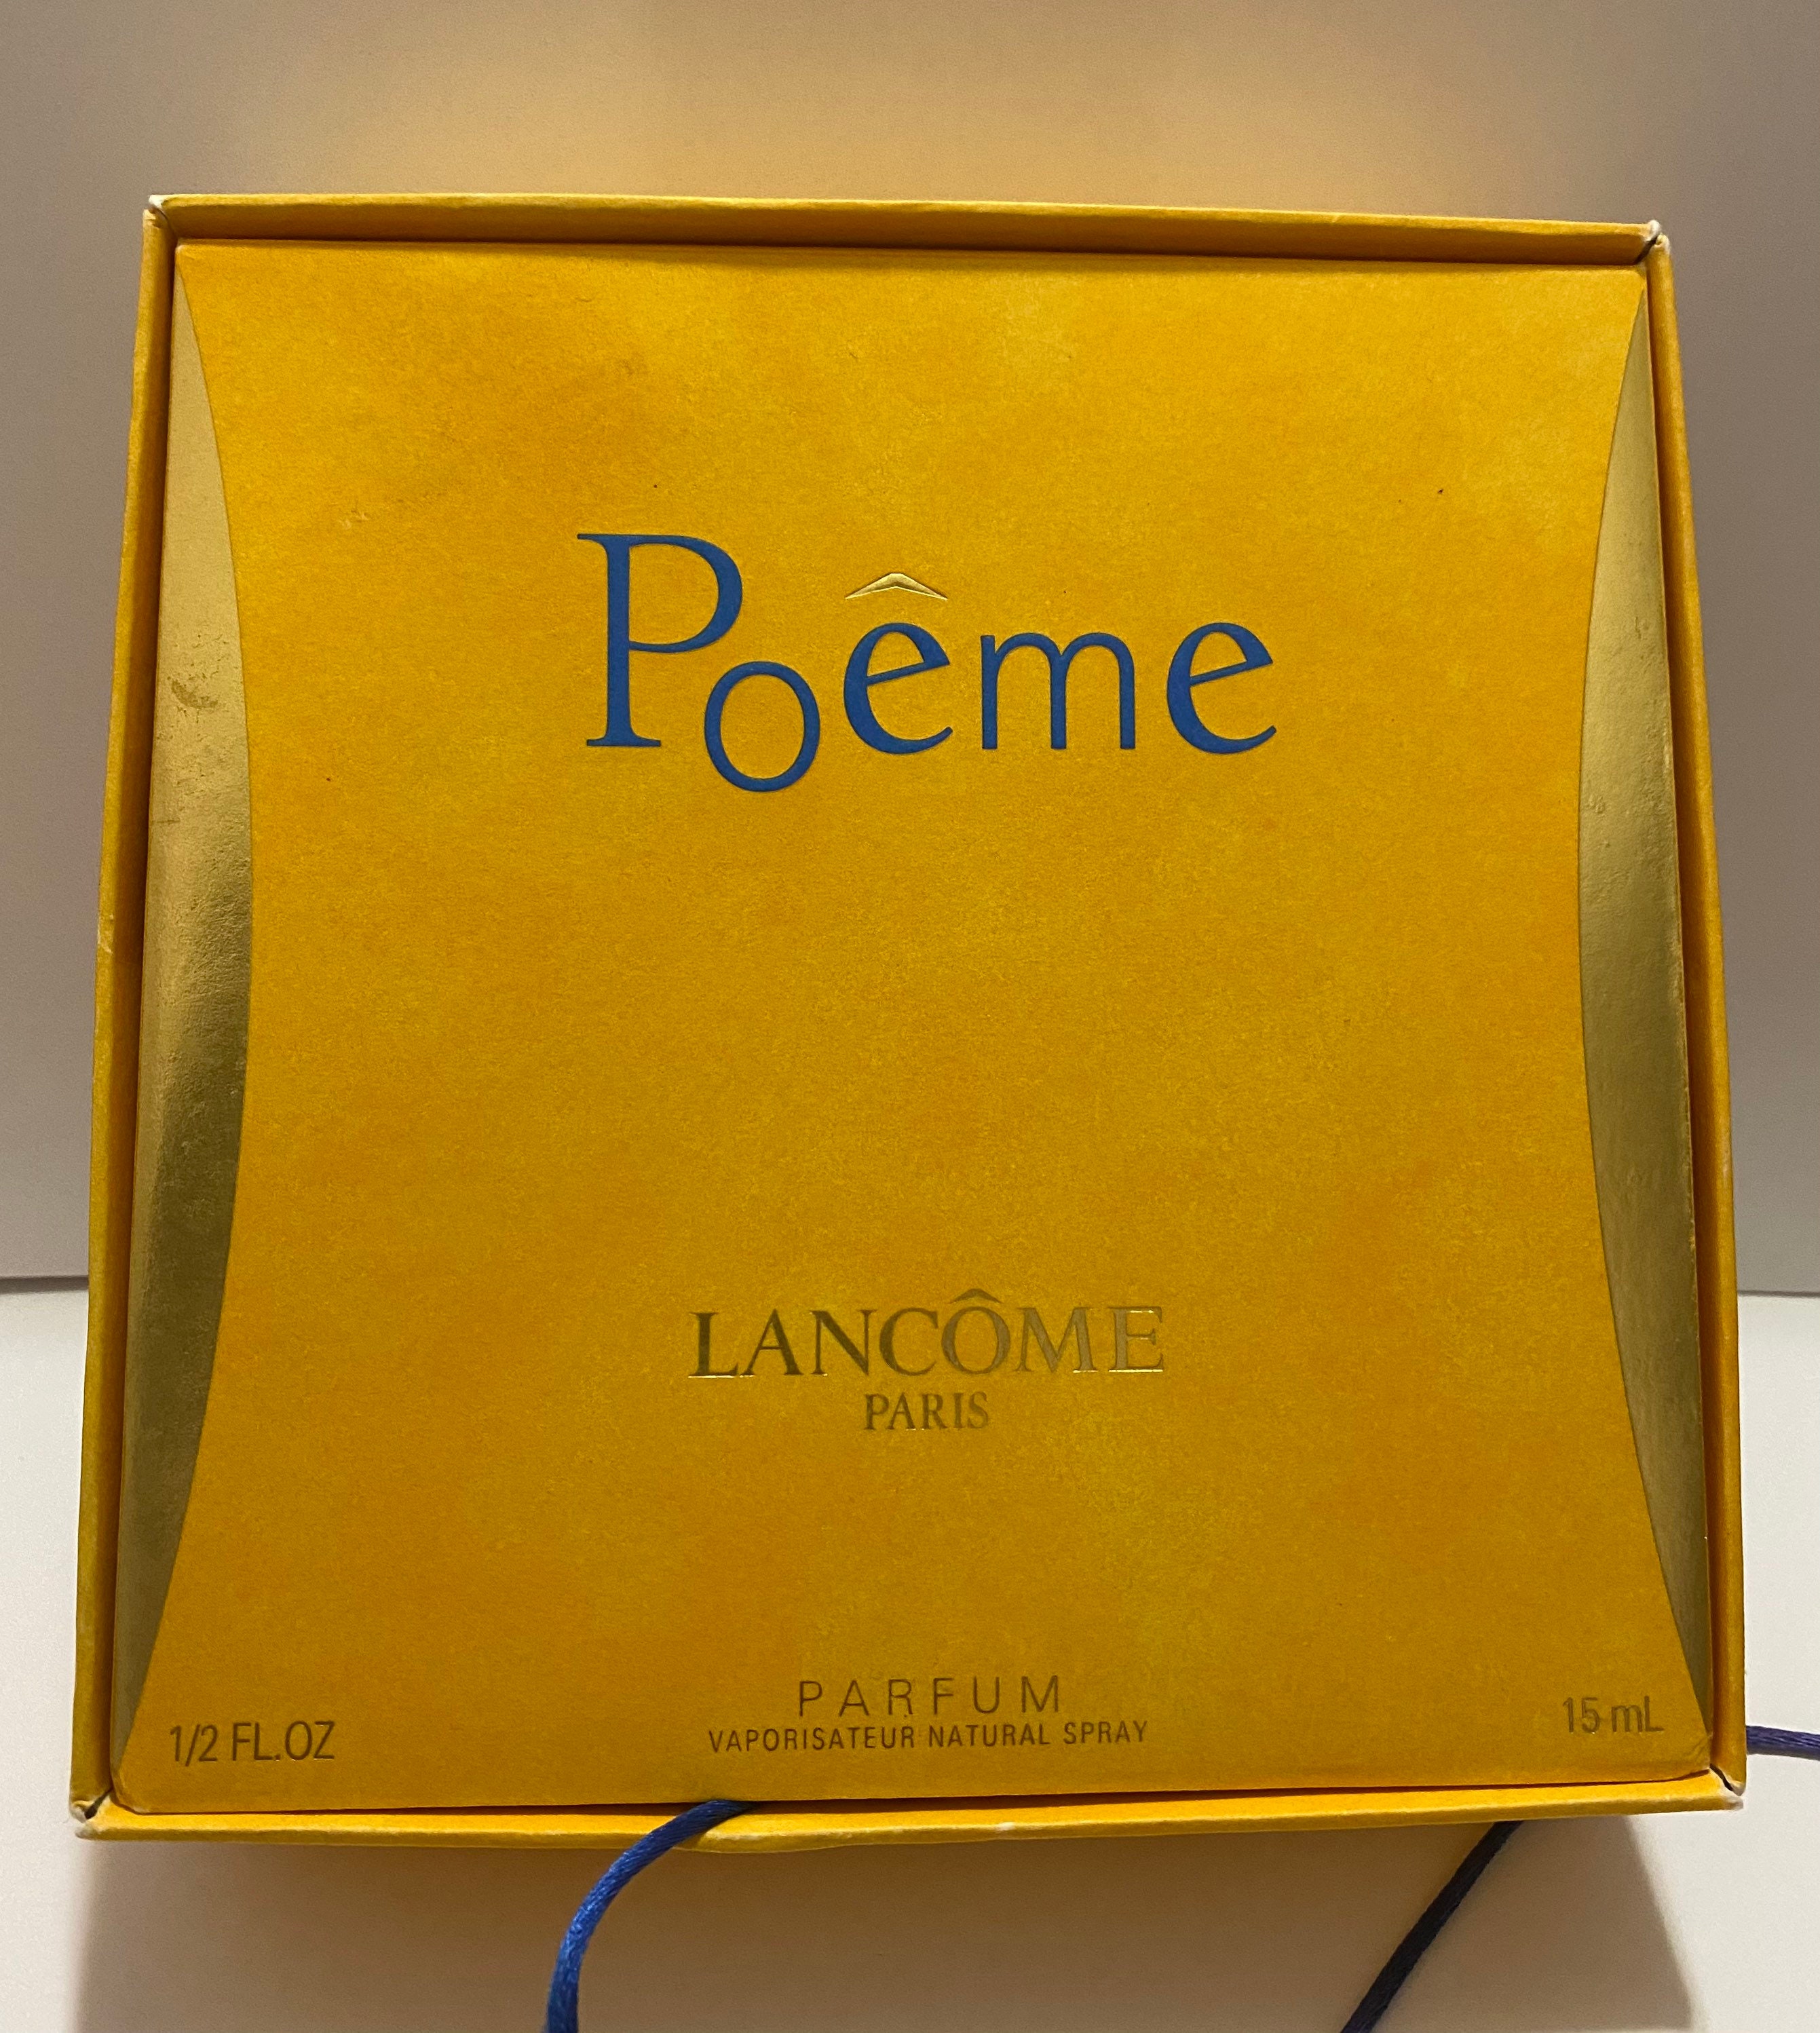 Poême
LANCÔME
PARIS
PARFUM
VAPORISATEUR NATURAL SPRAY
1/2 FL.OZ
15 mL